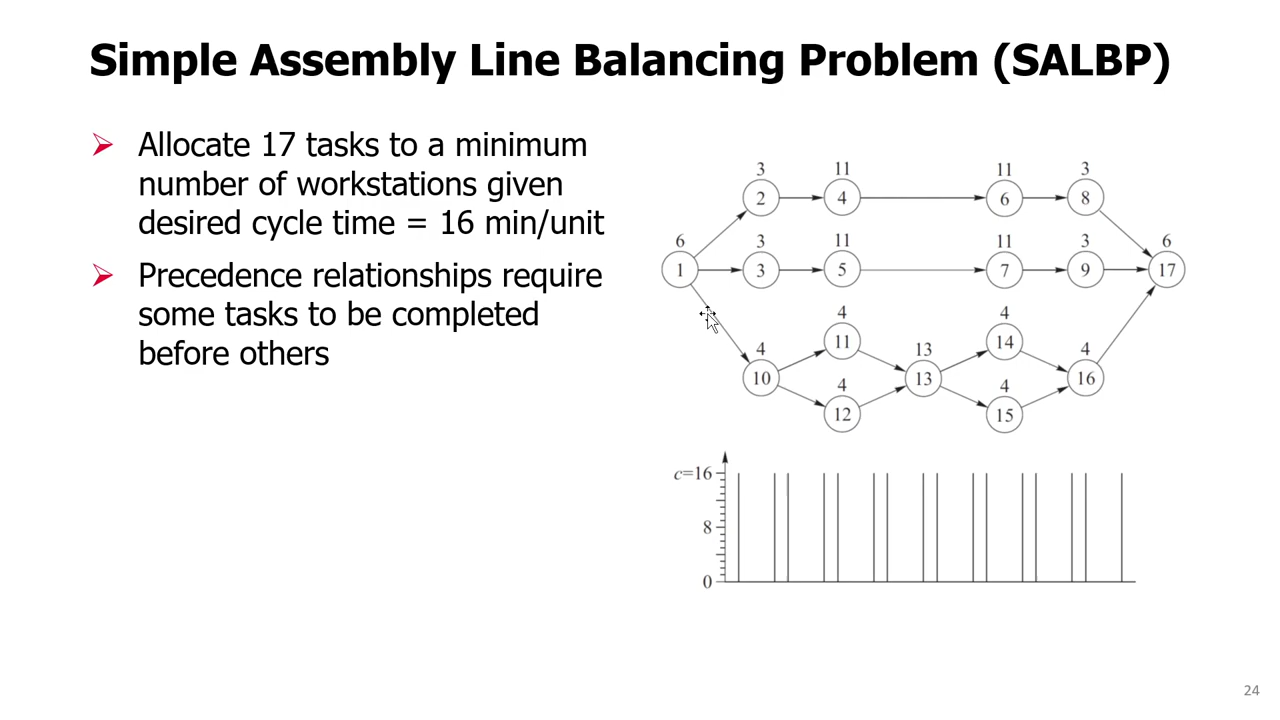 Simple Assembly Line Balancing Problem (SALBP)
Allocate 17 tasks to a minimum
number of workstations given
desired cycle time = 16 min/unit
Precedence relationships require
some tasks to be completed
before others
3 11 11 3
2 4 6 8
6 3 11 11 3 6
1 3 5 7 9 17
4 4
11 14
4 13 4
10 13 16
4 4
12 15
c=16
8
0
24